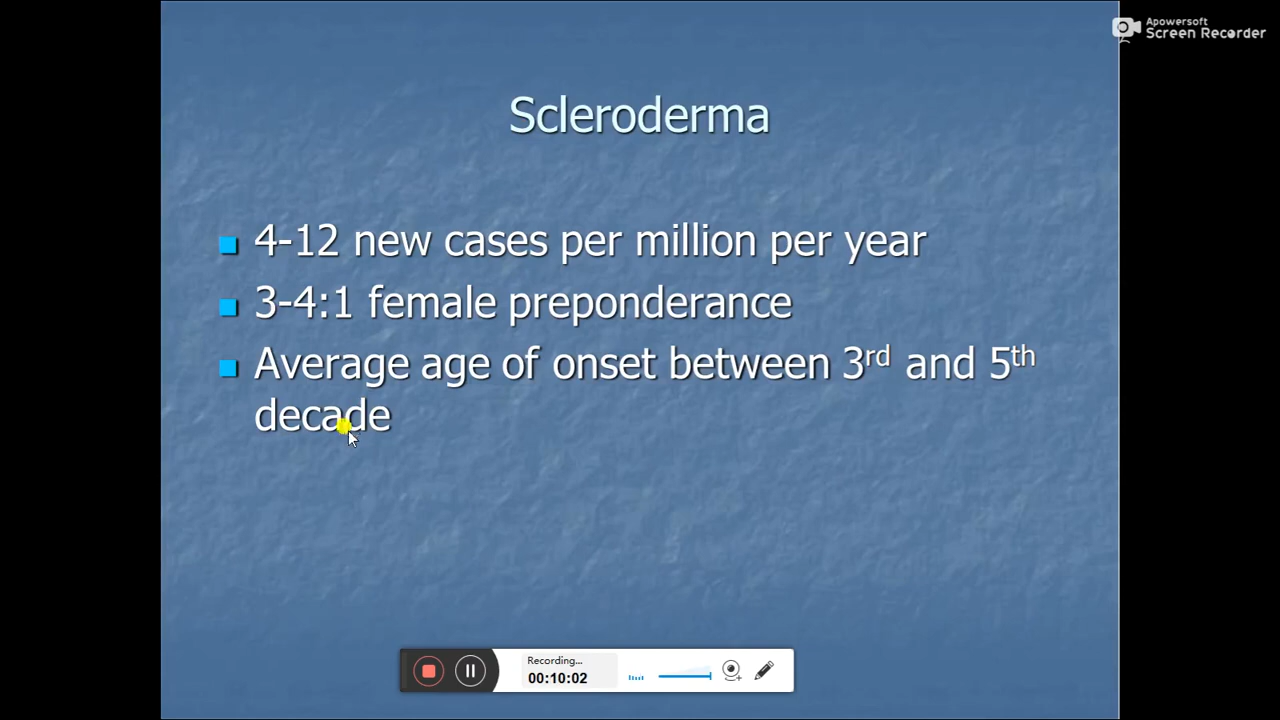 Apowersoft
Screen Recorder
Scleroderma
4-12 new cases per million per year
3-4:1 female preponderance
Average age of onset between 3rd and 5th
decade
Recording...
00:10:02